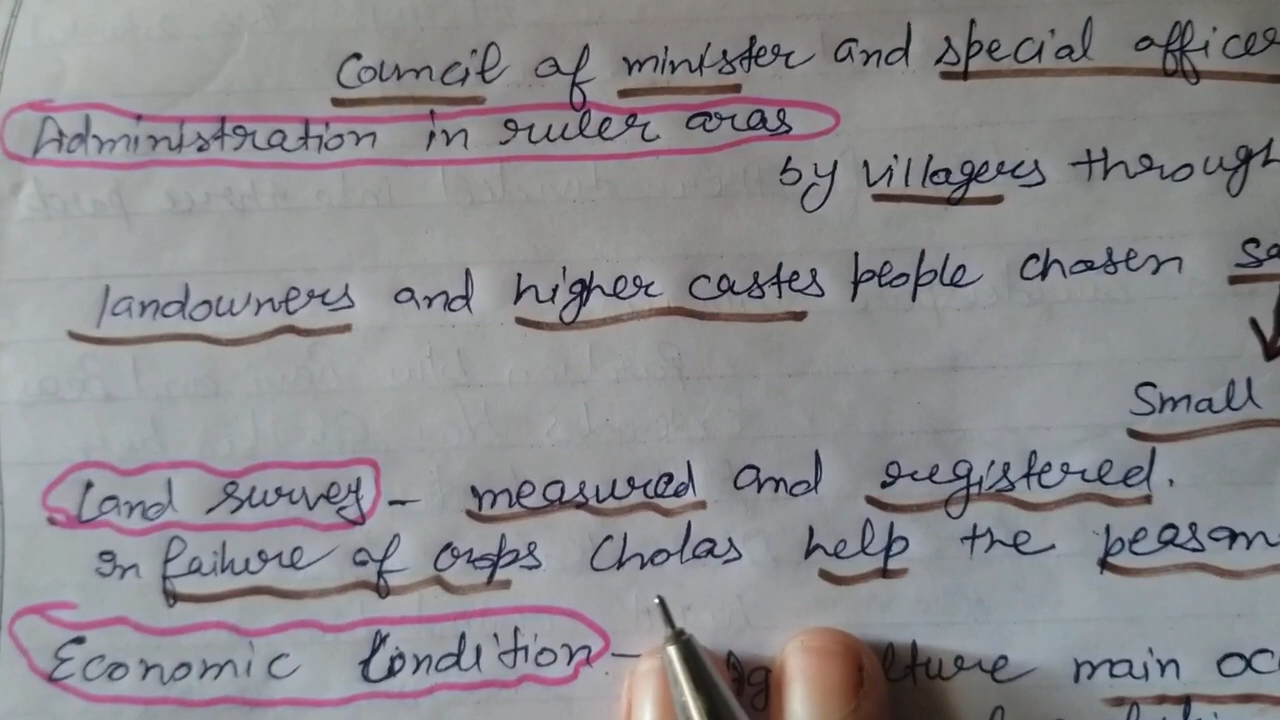 Council of minister and special officer
Administration in ruler aras
by villagers through
landowners and higher castes people chosen
Small
Land survey - measured and registered.
In failure of crops Cholas help the peasan
Economic Condition - main oc